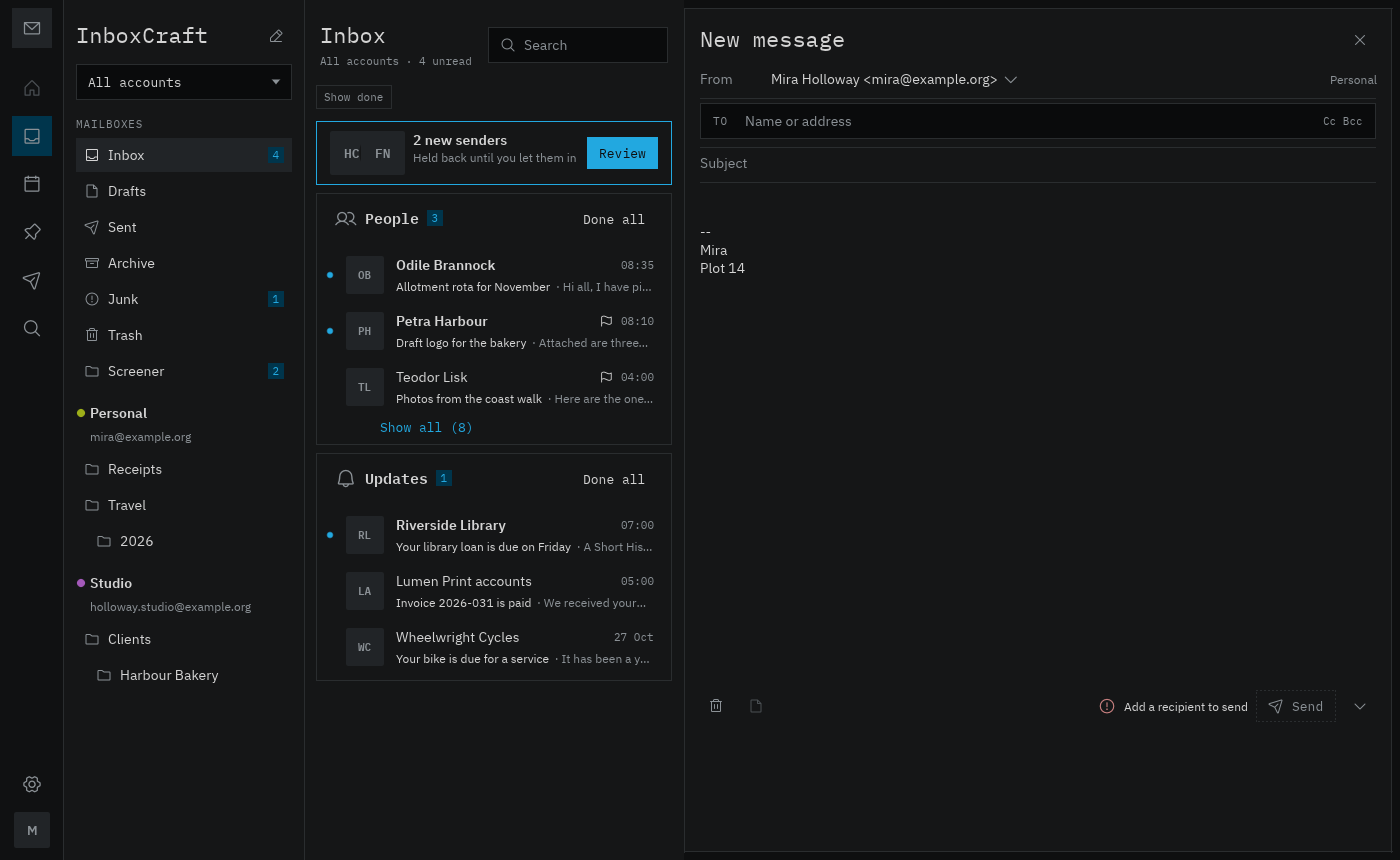 InboxCraft
All accounts
MAILBOXES
Inbox 4
Drafts
Sent
Archive
Junk 1
Trash
Screener 2
Personal
mira@example.org
Receipts
Travel
2026
Studio
holloway.studio@example.org
Clients
Harbour Bakery
M
Inbox
All accounts · 4 unread
Search
Show done
HC FN
2 new senders
Held back until you let them in
Review
People 3 Done all
OB
Odile Brannock 08:35
Allotment rota for November · Hi all, I have pi…
PH
Petra Harbour 08:10
Draft logo for the bakery · Attached are three…
TL
Teodor Lisk 04:00
Photos from the coast walk · Here are the one…
Show all (8)
Updates 1 Done all
RL
Riverside Library 07:00
Your library loan is due on Friday · A Short His…
LA
Lumen Print accounts 05:00
Invoice 2026-031 is paid · We received your…
WC
Wheelwright Cycles 27 Oct
Your bike is due for a service · It has been a y…
New message
From Mira Holloway <mira@example.org> Personal
TO Name or address Cc Bcc
Subject
--
Mira
Plot 14
Add a recipient to send Send